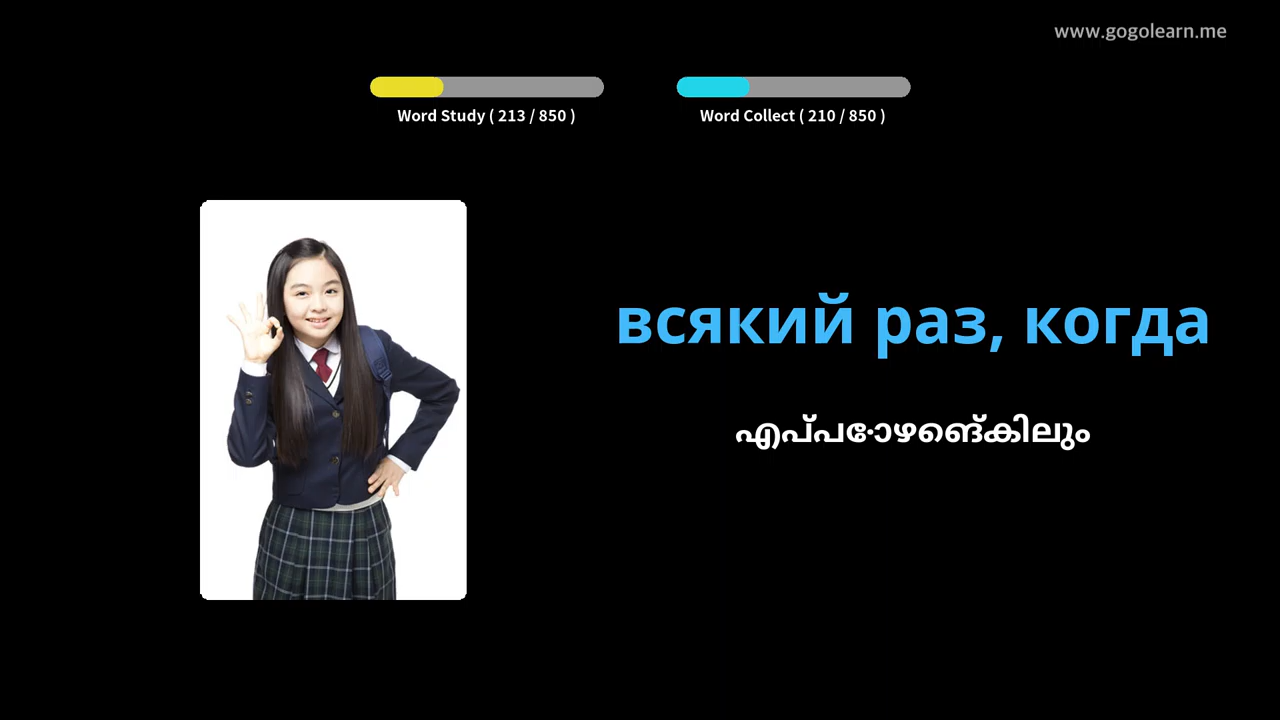 www.gogolearn.me
Word Study ( 213 / 850 )
Word Collect ( 210 / 850 )
всякий раз, когда
എപ്പോഴെങ്കിലും